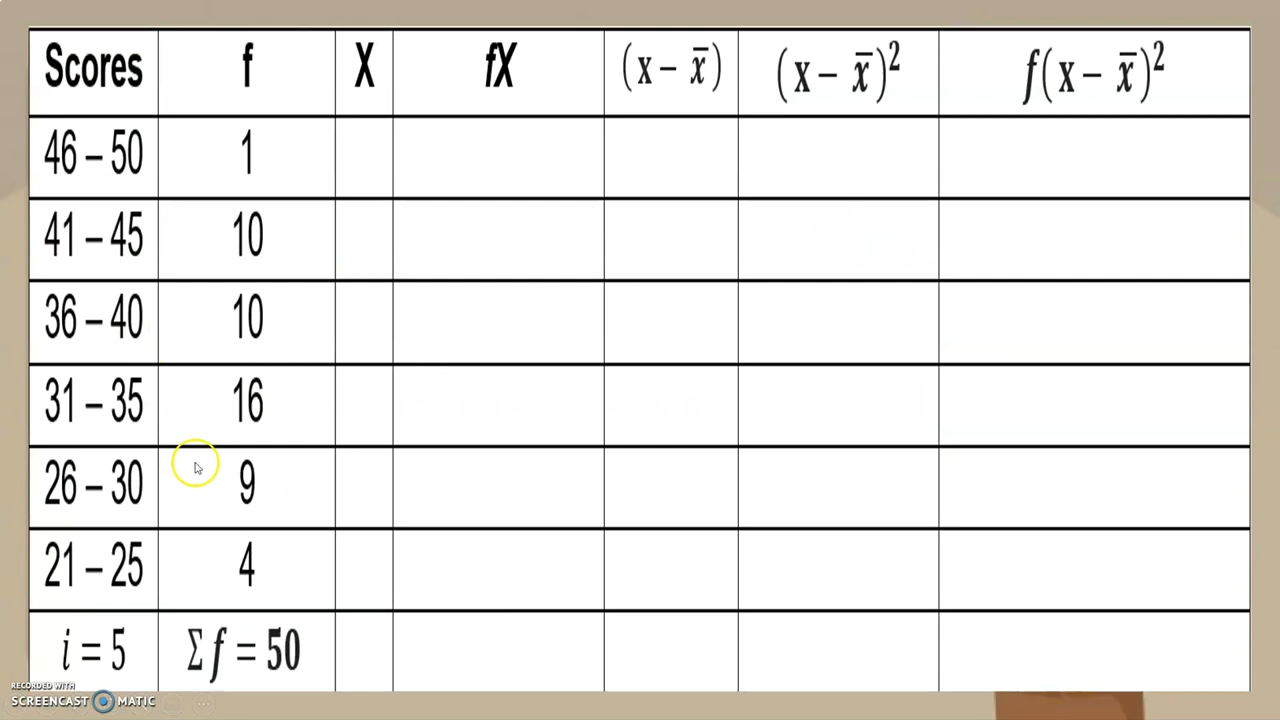 Scores f X fX (x – x̄) (x – x̄)² f(x – x̄)²
46 – 50 1
41 – 45 10
36 – 40 10
31 – 35 16
26 – 30 9
21 – 25 4
i = 5 Σ f = 50
RECORDED WITH
SCREENCAST MATIC